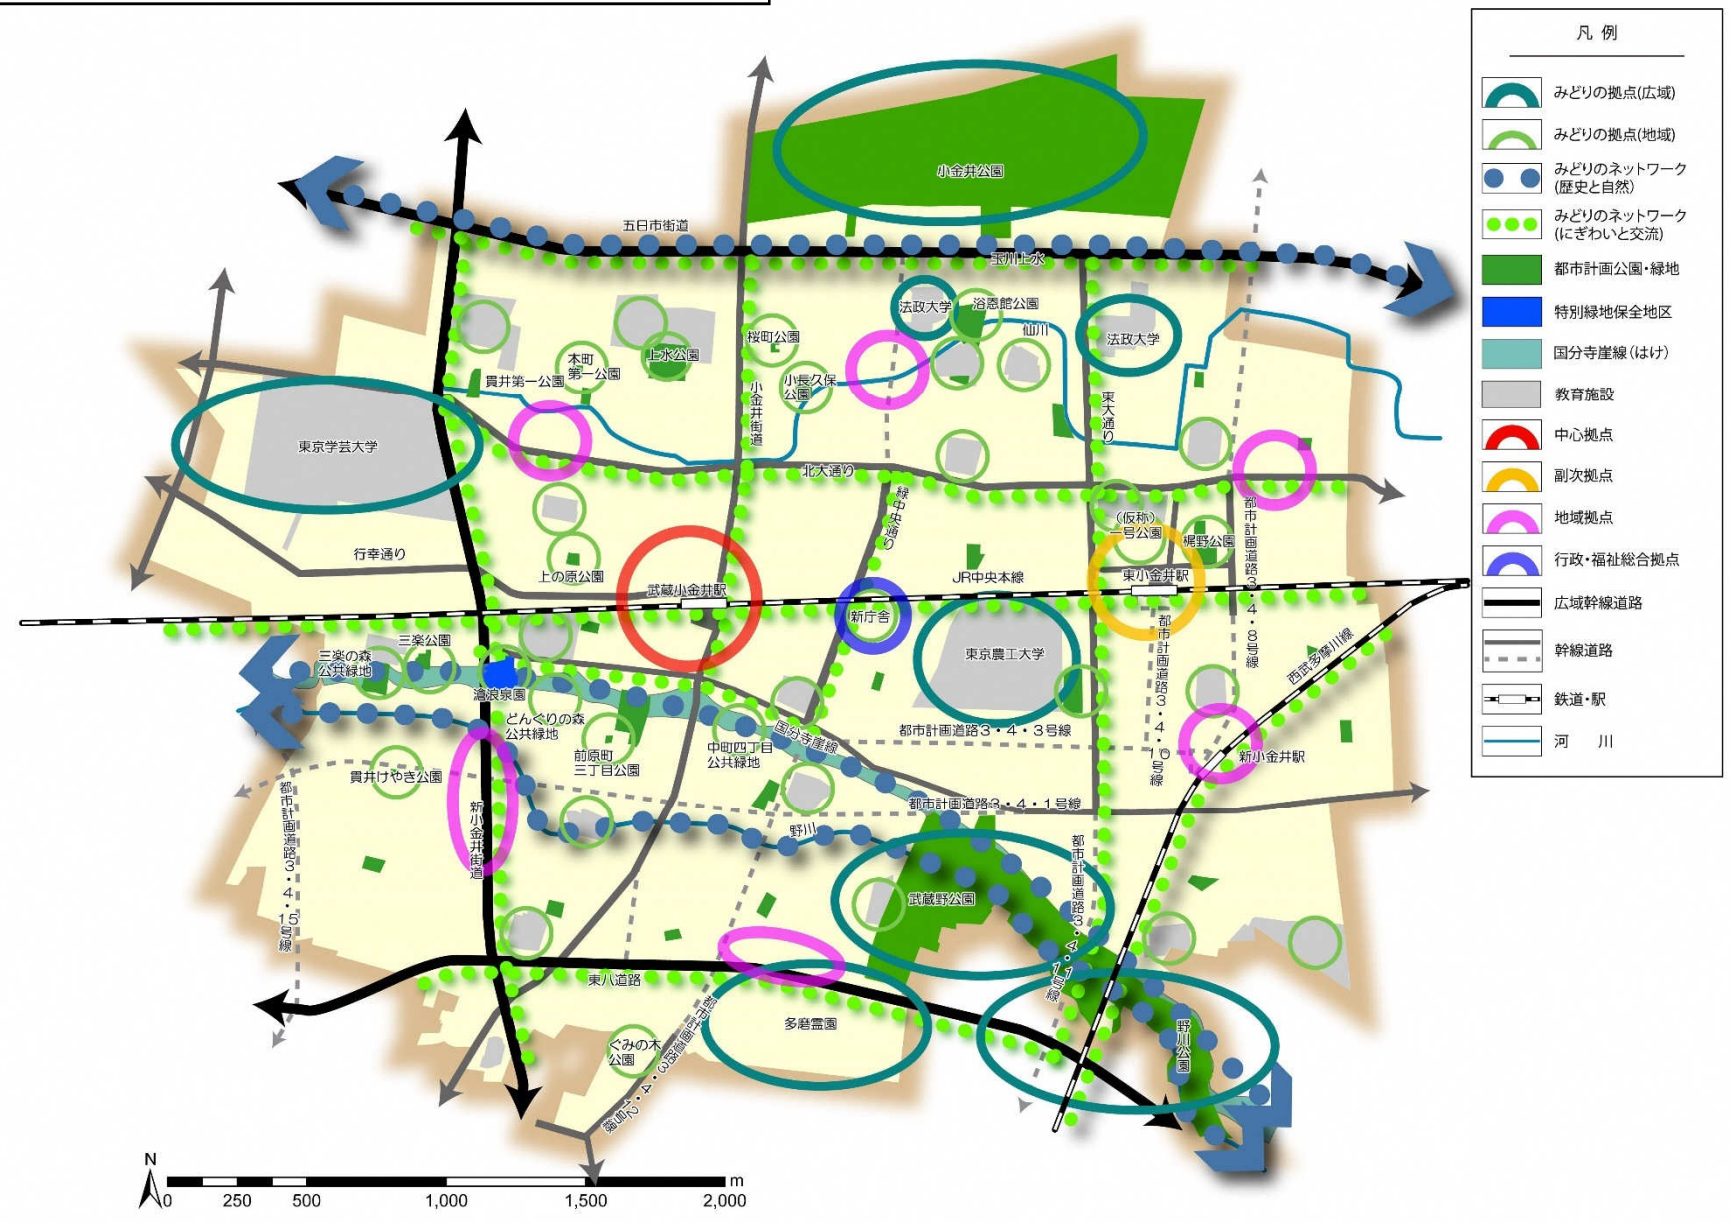 凡 例
みどりの拠点(広域)
みどりの拠点(地域)
みどりのネットワーク
(歴史と自然)
みどりのネットワーク
(にぎわいと交流)
都市計画公園・緑地
特別緑地保全地区
国分寺崖線(はけ)
教育施設
中心拠点
副次拠点
地域拠点
行政・福祉総合拠点
広域幹線道路
幹線道路
鉄道・駅
河 川
小金井公園
五日市街道
玉川上水
法政大学
浴恩館公園
仙川
法政大学
桜町公園
上水公園
本町
第一公園
貫井第一公園
小長久保
公園
小金井街道
東大通り
東京学芸大学
北大通り
緑中央通り
(仮称)
一号公園
梶野公園
都市計画道路3・4・8号線
行幸通り
上の原公園
武蔵小金井駅
JR中央本線
東小金井駅
新庁舎
三楽公園
三楽の森
公共緑地
滄浪泉園
東京農工大学
都市計画道路3・4・10号線
西武多摩川線
どんぐりの森
公共緑地
前原町
三丁目公園
中町四丁目
公共緑地
国分寺崖線
都市計画道路3・4・3号線
新小金井駅
貫井けやき公園
都市計画道路3・4・15号線
新小金井街道
都市計画道路3・4・1号線
野川
都市計画道路3・4・11号線
武蔵野公園
東八道路
多磨霊園
野川公園
ぐみの木
公園
都市計画道路3・4・12号線
N
0
250
500
1,000
1,500
2,000
m